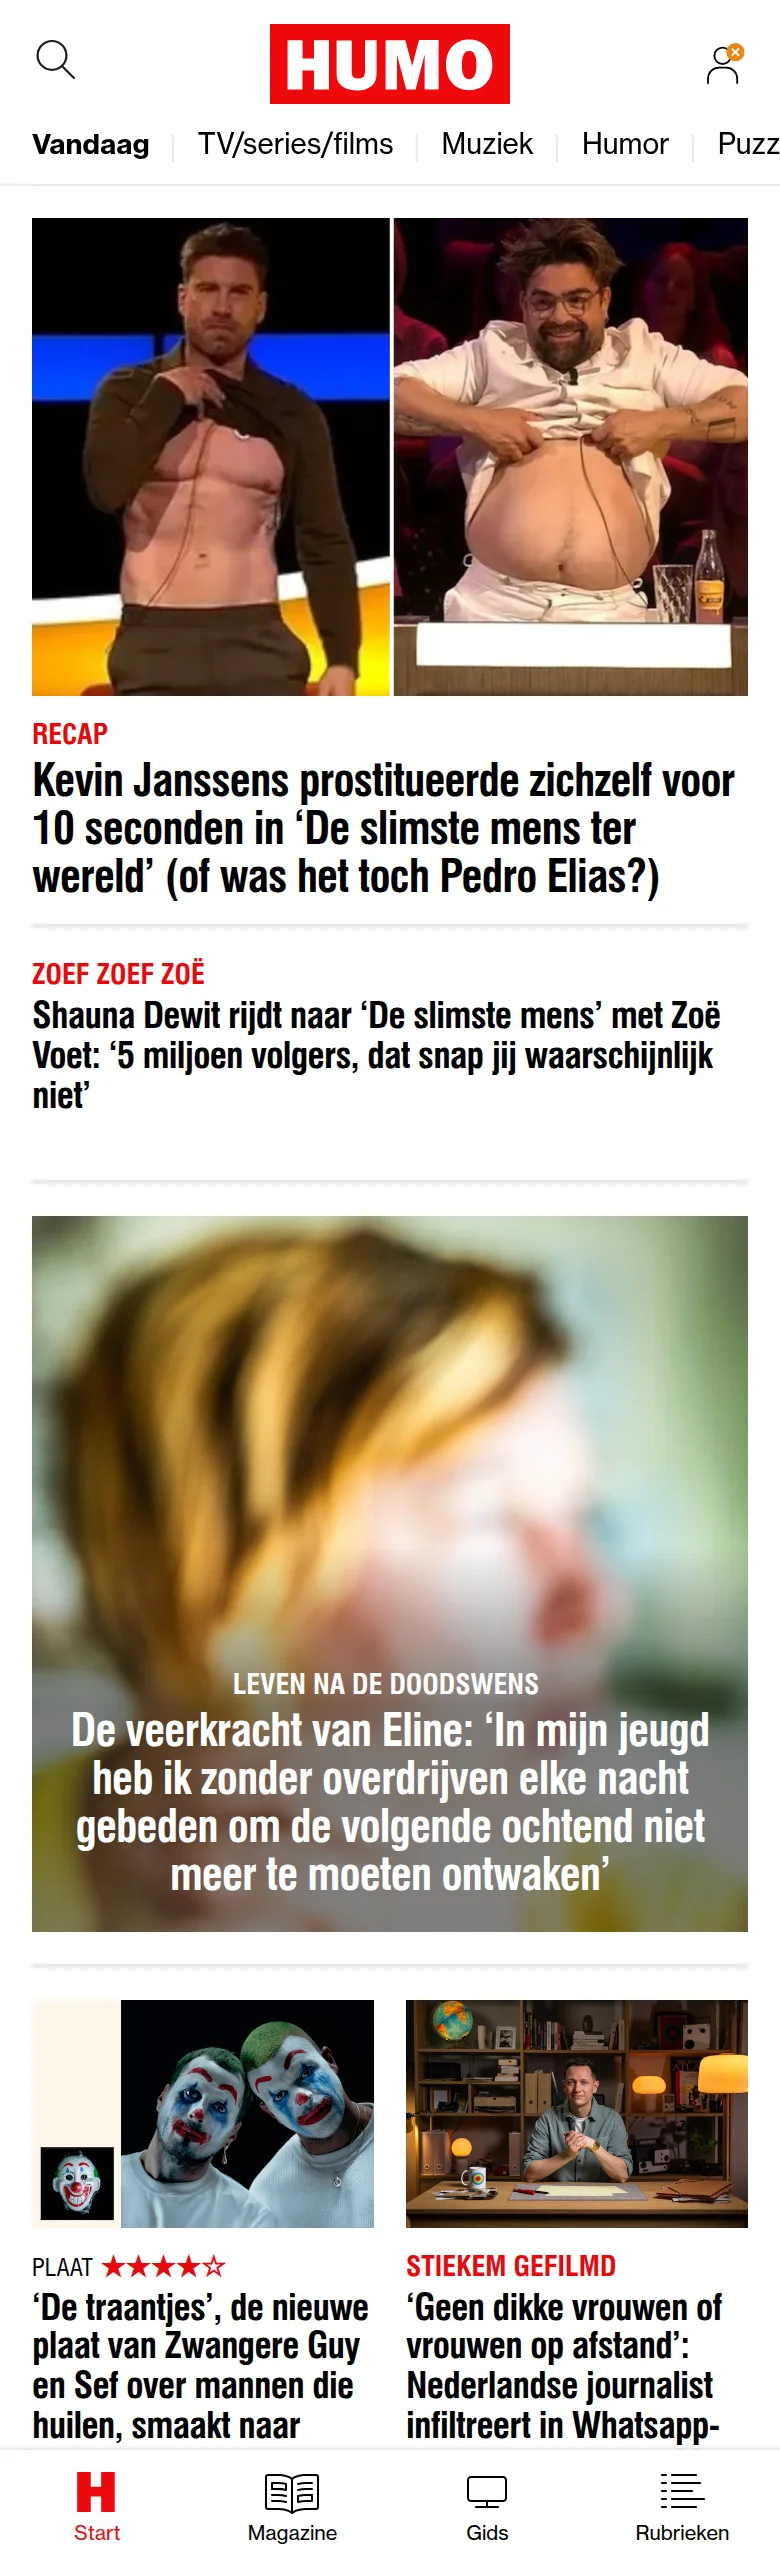 HUMO
Vandaag
TV/series/films
Muziek
Humor
Puzz
RECAP
Kevin Janssens prostitueerde zichzelf voor
10 seconden in ‘De slimste mens ter
wereld’ (of was het toch Pedro Elias?)
ZOEF ZOEF ZOË
Shauna Dewit rijdt naar ‘De slimste mens’ met Zoë
Voet: ‘5 miljoen volgers, dat snap jij waarschijnlijk
niet’
LEVEN NA DE DOODSWENS
De veerkracht van Eline: ‘In mijn jeugd
heb ik zonder overdrijven elke nacht
gebeden om de volgende ochtend niet
meer te moeten ontwaken’
PLAAT ★★★★☆
‘De traantjes’, de nieuwe
plaat van Zwangere Guy
en Sef over mannen die
huilen, smaakt naar
STIEKEM GEFILMD
‘Geen dikke vrouwen of
vrouwen op afstand’:
Nederlandse journalist
infiltreert in Whatsapp-
H
Start
Magazine
Gids
Rubrieken